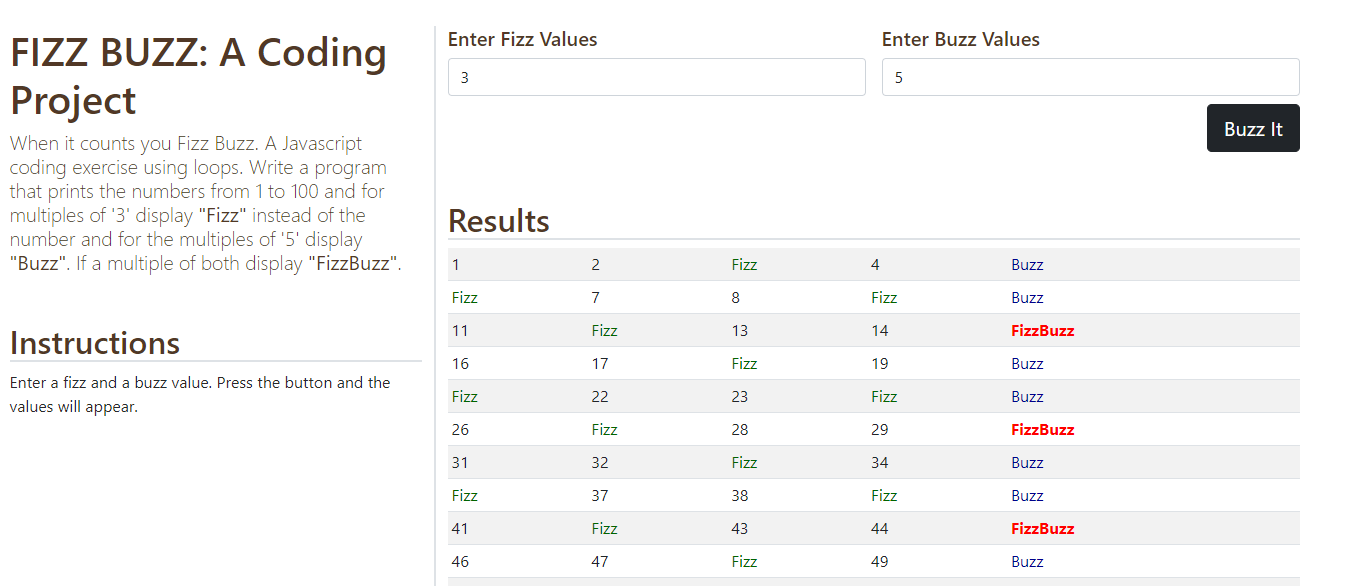 FIZZ BUZZ: A Coding
Project
When it counts you Fizz Buzz. A Javascript
coding exercise using loops. Write a program
that prints the numbers from 1 to 100 and for
multiples of '3' display "Fizz" instead of the
number and for the multiples of '5' display
"Buzz". If a multiple of both display "FizzBuzz".
Instructions
Enter a fizz and a buzz value. Press the button and the
values will appear.
Enter Fizz Values
3
Enter Buzz Values
5
Buzz It
Results
1 2 Fizz 4 Buzz
Fizz 7 8 Fizz Buzz
11 Fizz 13 14 FizzBuzz
16 17 Fizz 19 Buzz
Fizz 22 23 Fizz Buzz
26 Fizz 28 29 FizzBuzz
31 32 Fizz 34 Buzz
Fizz 37 38 Fizz Buzz
41 Fizz 43 44 FizzBuzz
46 47 Fizz 49 Buzz